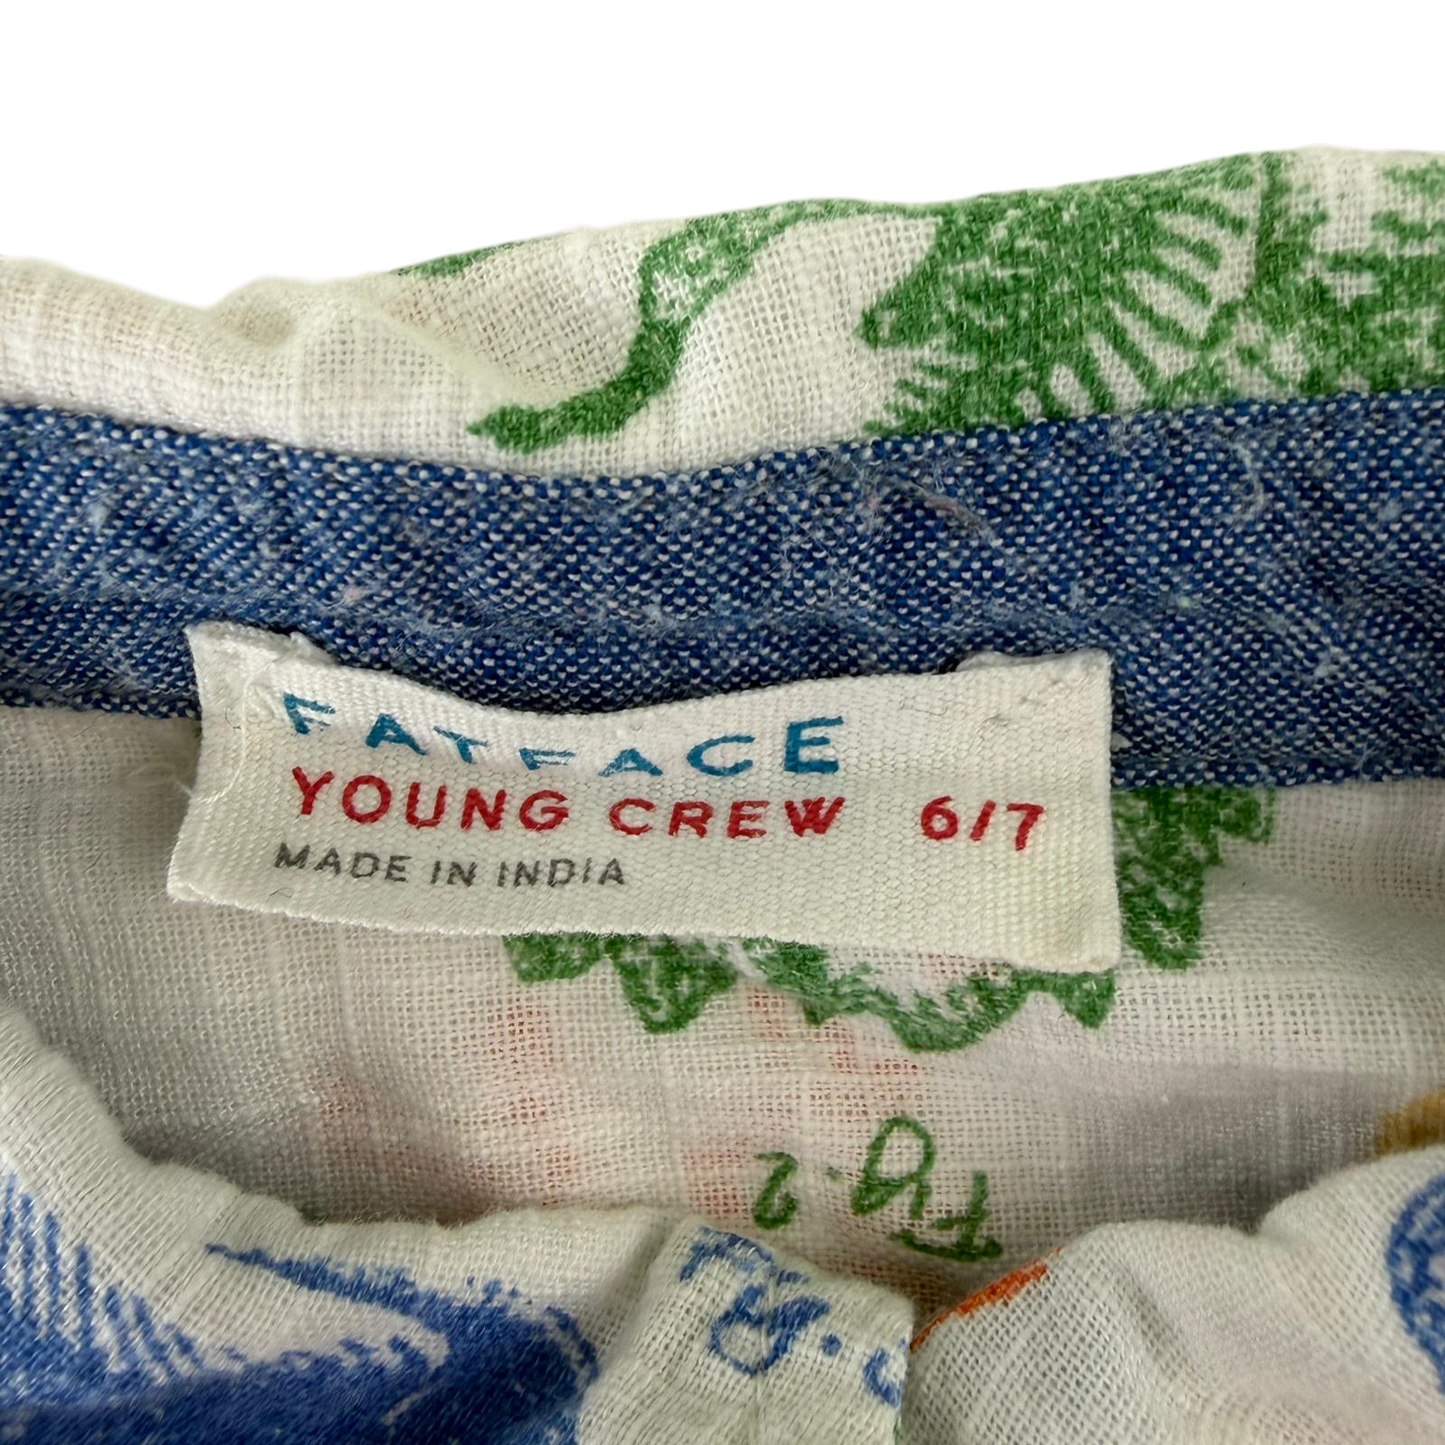 FATFACE
YOUNG CREW 6/7
MADE IN INDIA
Fig.2